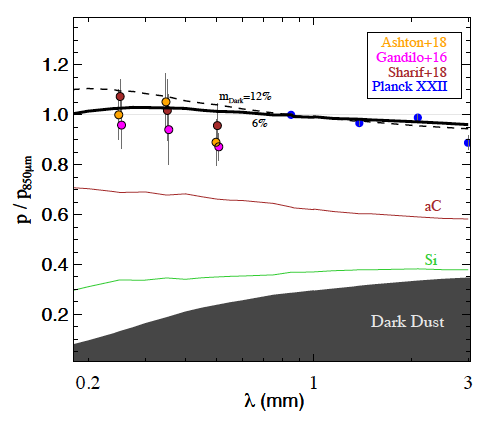 Ashton+18
Gandilo+16
Sharif+18
Planck XXII
1.2
1.0
0.8
0.6
0.4
0.2
p / p850μm
mDark=12%
6%
aC
Si
Dark Dust
0.2
1
3
λ (mm)